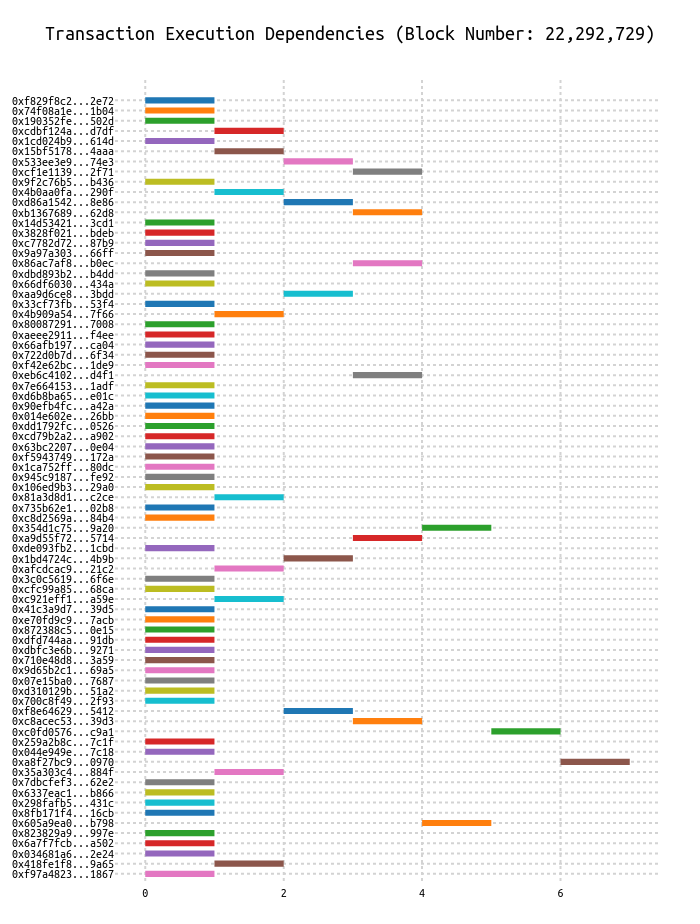 Transaction Execution Dependencies (Block Number: 22,292,729)
0xf829f8c2...2e72
0x74f08a1e...1b04
0x190352fe...502d
0xcdbf124a...d7df
0x1cd024b9...614d
0x15bf5178...4aaa
0x533ee3e9...74e3
0xcf1e1139...2f71
0x9f2c76b5...b436
0x4b0aa0fa...290f
0xd86a1542...8e86
0xb1367689...62d8
0x14d53421...3cd1
0x3828f021...bdeb
0xc7782d72...87b9
0x9a97a303...66ff
0x86ac7af8...b0ec
0xdbd893b2...b4dd
0x66df6030...434a
0xaa9d6ce8...3bdd
0x33cf73fb...53f4
0x4b909a54...7f66
0x80087291...7008
0xaeee2911...f4ee
0x66afb197...ca04
0x722d0b7d...6f34
0xf42e62bc...1de9
0xeb6c4102...d4f1
0x7e664153...1adf
0xd6b8ba65...e01c
0x90efb4fc...a42a
0x014e602e...26bb
0xdd1792fc...0526
0xcd79b2a2...a902
0x63bc2207...0e04
0xf5943749...172a
0x1ca752ff...80dc
0x945c9187...fe92
0x106ed9b3...29a0
0x81a3d8d1...c2ce
0x735b62e1...02b8
0xc8d2569a...84b4
0x354d1c75...9a20
0xa9d55f72...5714
0xde093fb2...1cbd
0x1bd4724c...4b9b
0xafcdcac9...21c2
0x3c0c5619...6f6e
0xcfc99a85...68ca
0xc921eff1...a59e
0x41c3a9d7...39d5
0xe70fd9c9...7acb
0x872388c5...0e15
0xdfd744aa...91db
0xdbfc3e6b...9271
0x710e48d8...3a59
0x9d65b2c1...69a5
0x07e15ba0...7687
0xd310129b...51a2
0x700c8f49...2f93
0xf8e64629...5412
0xc8acec53...39d3
0xc0fd0576...c9a1
0x259a2b8c...7c1f
0x044e949e...7c18
0xa8f27bc9...0970
0x35a303c4...884f
0x7dbcfef3...62e2
0x6337eac1...b866
0x298fafb5...431c
0x8fb171f4...16cb
0x605a9ea0...b798
0x823829a9...997e
0x6a7f7fcb...a502
0x034681a6...2e24
0x418fe1f8...9a65
0xf97a4823...1867
0 2 4 6